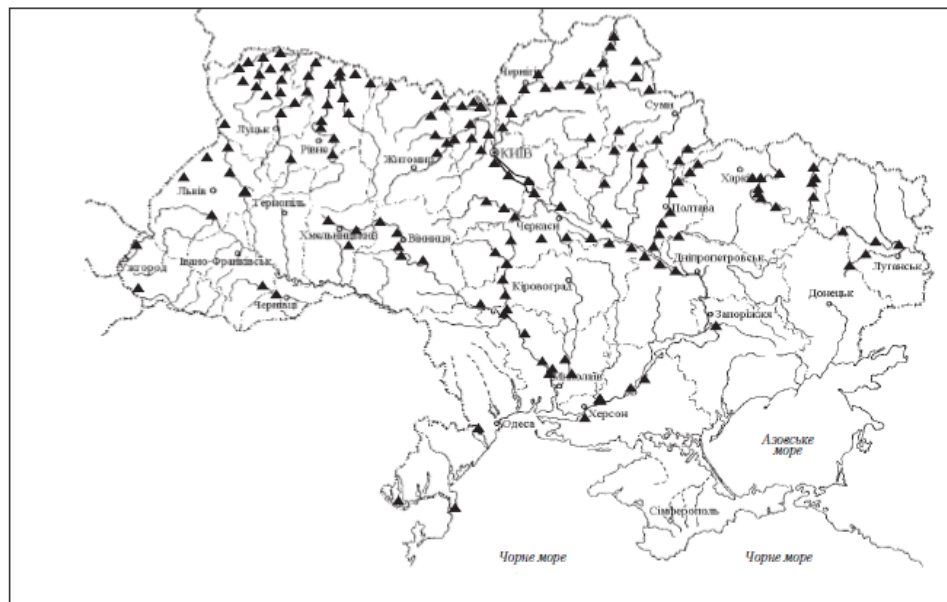 Чернігів
Суми
Луцьк
Рівне
КИЇВ
Житомир
Харків
Львів
Тернопіль
Полтава
Черкаси
Хмельницкий
Вінниця
Ужгород
Івано-Франківськ
Дніпропетровськ
Луганськ
Кіровоград
Донецьк
Чернівці
Запоріжжя
Миколаїв
Херсон
Одеса
Азовське
море
Сімферополь
Чорне море
Чорне море